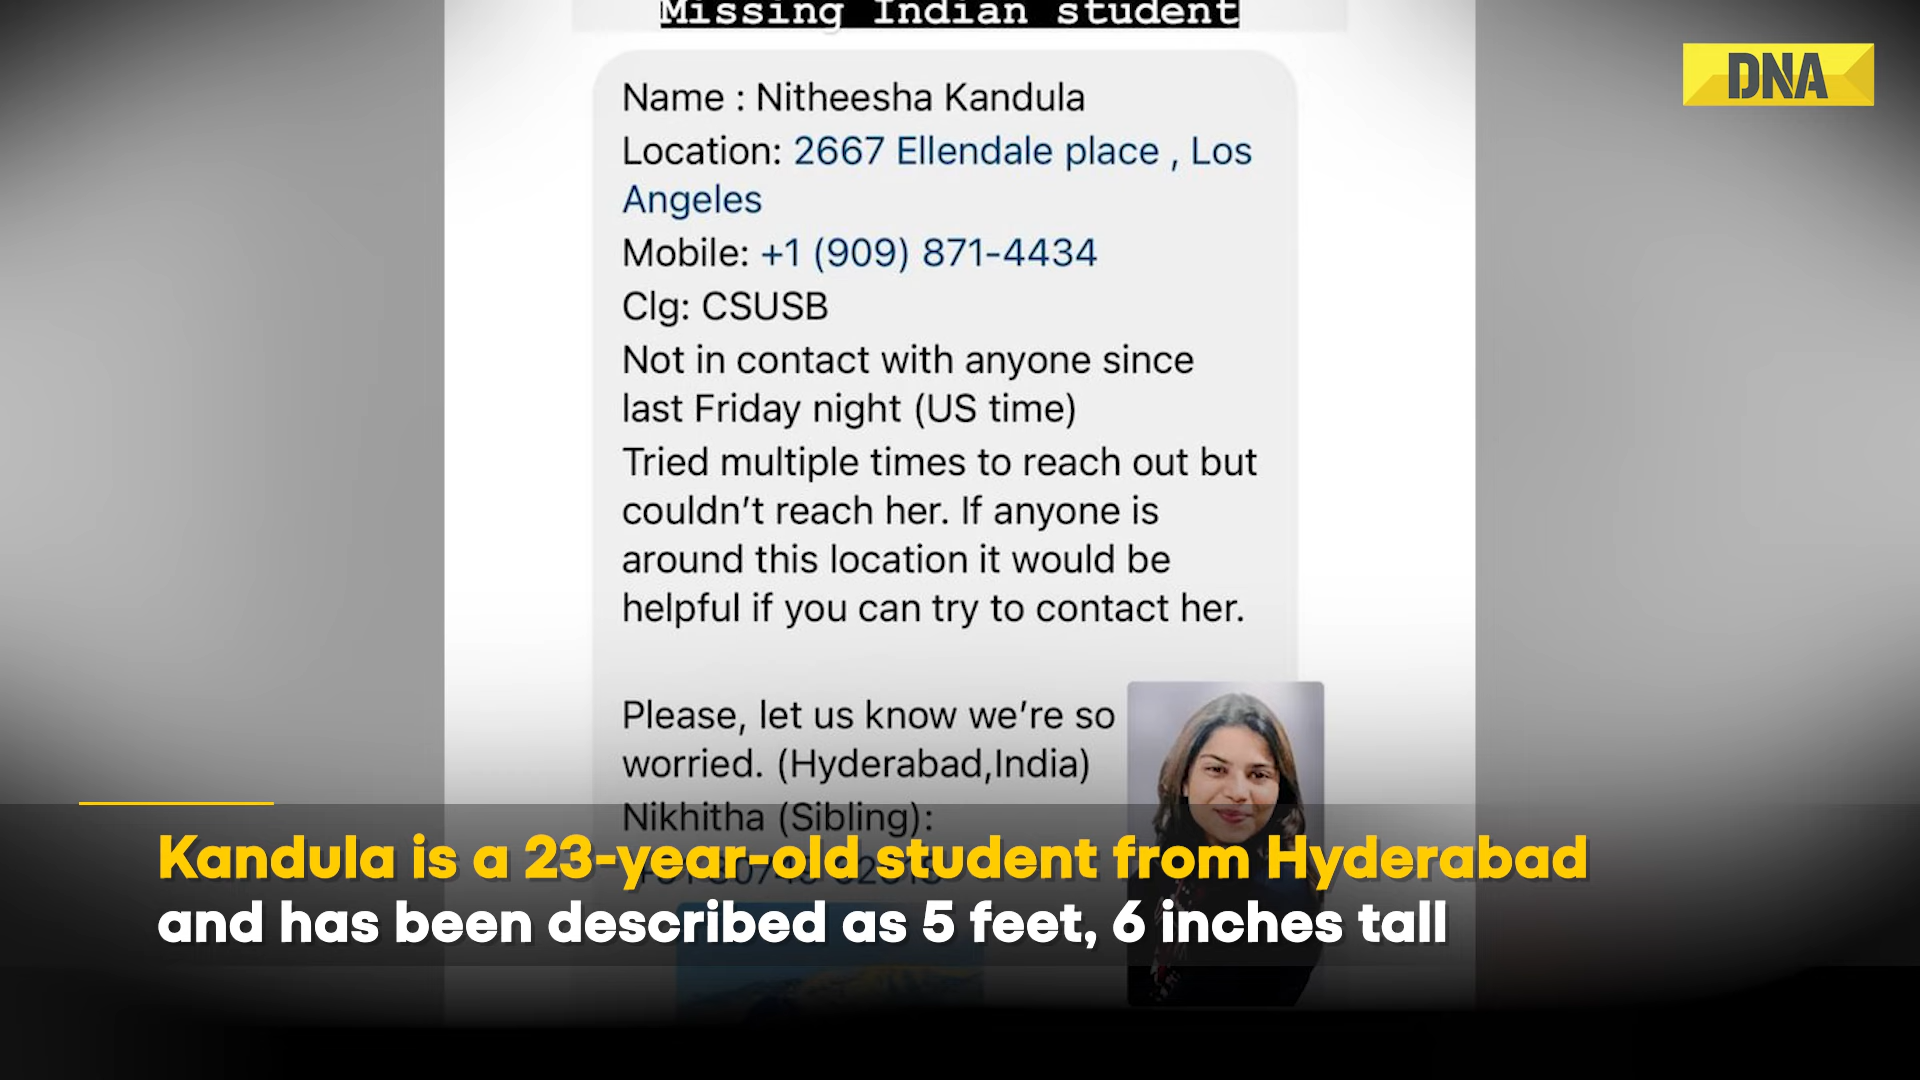 Missing Indian student
DNA
Name : Nitheesha Kandula
Location: 2667 Ellendale place , Los
Angeles
Mobile: +1 (909) 871-4434
Clg: CSUSB
Not in contact with anyone since
last Friday night (US time)
Tried multiple times to reach out but
couldn’t reach her. If anyone is
around this location it would be
helpful if you can try to contact her.
Please, let us know we’re so
worried. (Hyderabad,India)
Nikhitha (Sibling):
Kandula is a 23-year-old student from Hyderabad
and has been described as 5 feet, 6 inches tall